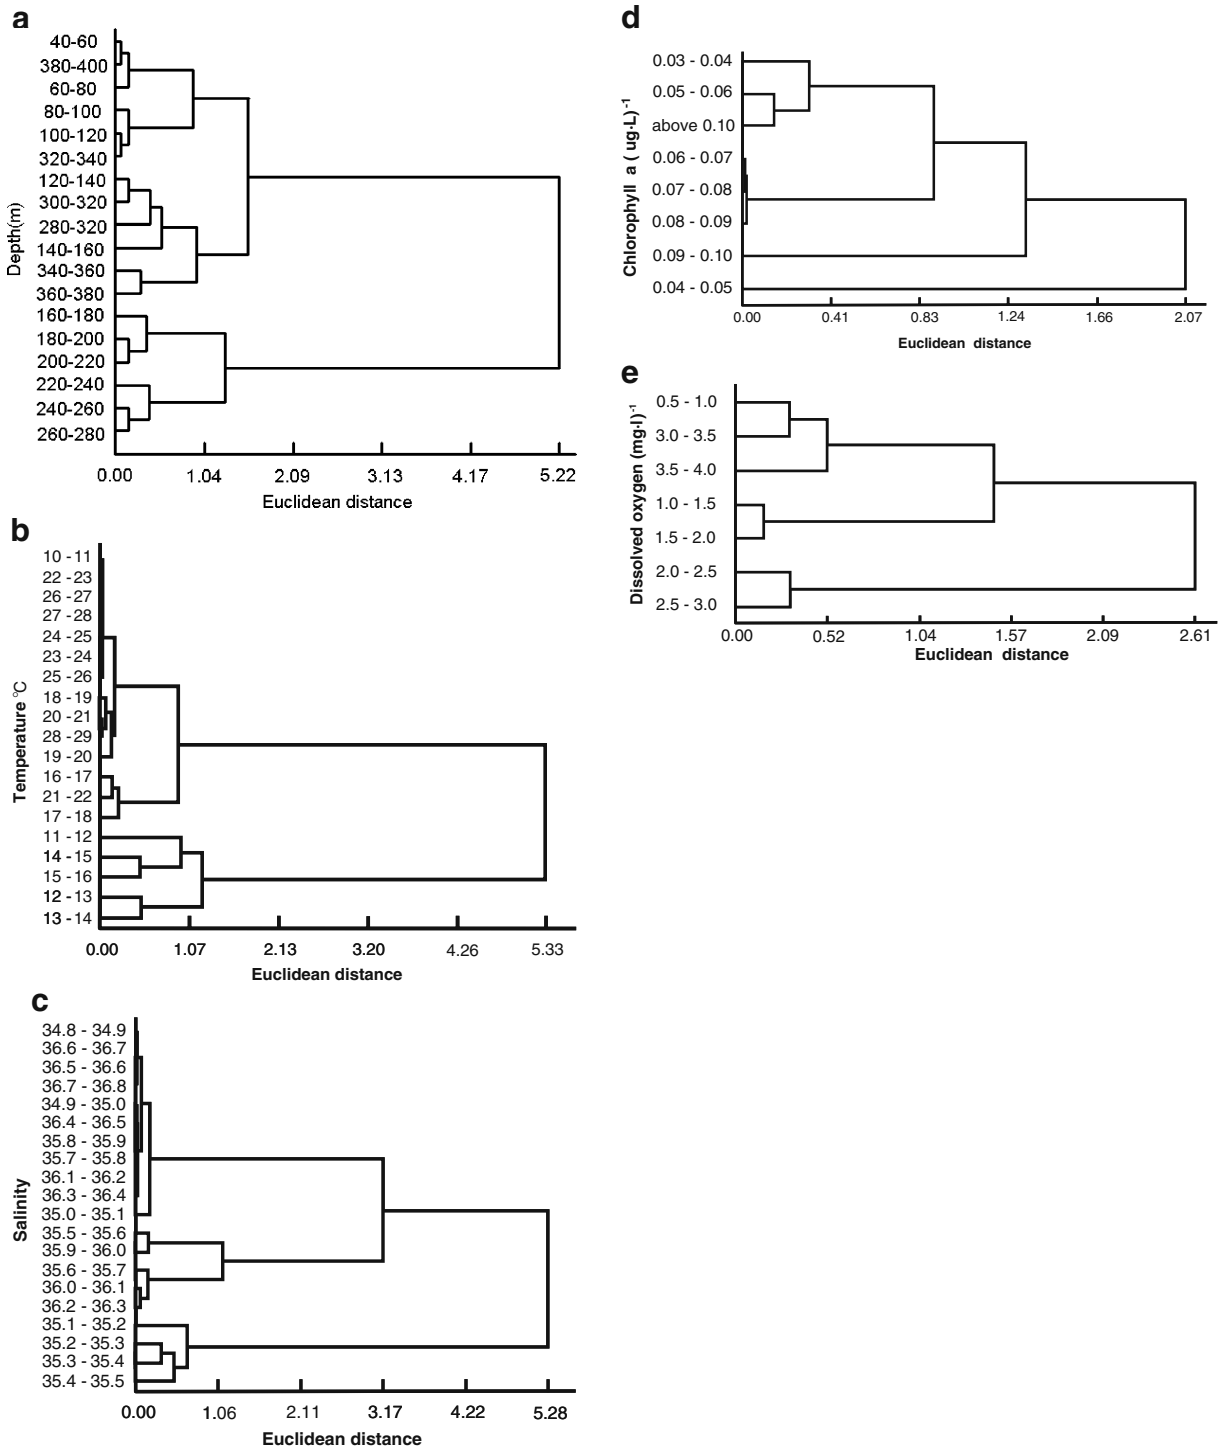 a
40-60
380-400
60-80
80-100
100-120
320-340
120-140
300-320
280-320
140-160
340-360
360-380
160-180
180-200
200-220
220-240
240-260
260-280
Depth(m)
0.00 1.04 2.09 3.13 4.17 5.22
Euclidean distance
b
10 - 11
22 - 23
26 - 27
27 - 28
24 - 25
23 - 24
25 - 26
18 - 19
20 - 21
28 - 29
19 - 20
16 - 17
21 - 22
17 - 18
11 - 12
14 - 15
15 - 16
12 - 13
13 - 14
Temperature °C
0.00 1.07 2.13 3.20 4.26 5.33
Euclidean distance
c
34.8 - 34.9
36.6 - 36.7
36.5 - 36.6
36.7 - 36.8
34.9 - 35.0
36.4 - 36.5
35.8 - 35.9
35.7 - 35.8
36.1 - 36.2
36.3 - 36.4
35.0 - 35.1
35.5 - 35.6
35.9 - 36.0
35.6 - 35.7
36.0 - 36.1
36.2 - 36.3
35.1 - 35.2
35.2 - 35.3
35.3 - 35.4
35.4 - 35.5
Salinity
0.00 1.06 2.11 3.17 4.22 5.28
Euclidean distance
d
0.03 - 0.04
0.05 - 0.06
above 0.10
0.06 - 0.07
0.07 - 0.08
0.08 - 0.09
0.09 - 0.10
0.04 - 0.05
Chlorophyll a ( ug·L)⁻¹
0.00 0.41 0.83 1.24 1.66 2.07
Euclidean distance
e
0.5 - 1.0
3.0 - 3.5
3.5 - 4.0
1.0 - 1.5
1.5 - 2.0
2.0 - 2.5
2.5 - 3.0
Dissolved oxygen (mg·l)⁻¹
0.00 0.52 1.04 1.57 2.09 2.61
Euclidean distance